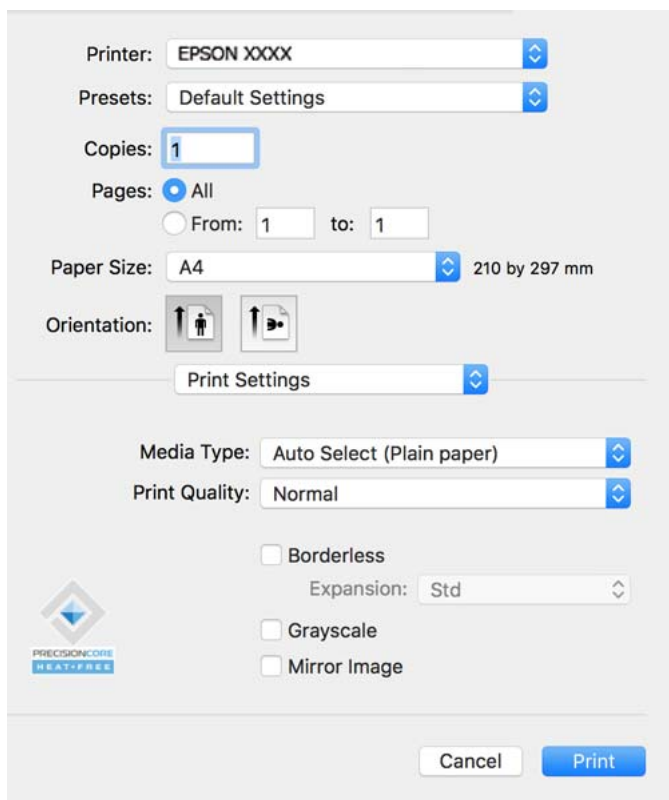 Printer: EPSON XXXX
Presets: Default Settings
Copies: 1
Pages: All
From: 1 to: 1
Paper Size: A4 210 by 297 mm
Orientation:
Print Settings
Media Type: Auto Select (Plain paper)
Print Quality: Normal
Borderless
Expansion: Std
Grayscale
Mirror Image
PRECISIONCORE
HEAT-FREE
Cancel Print